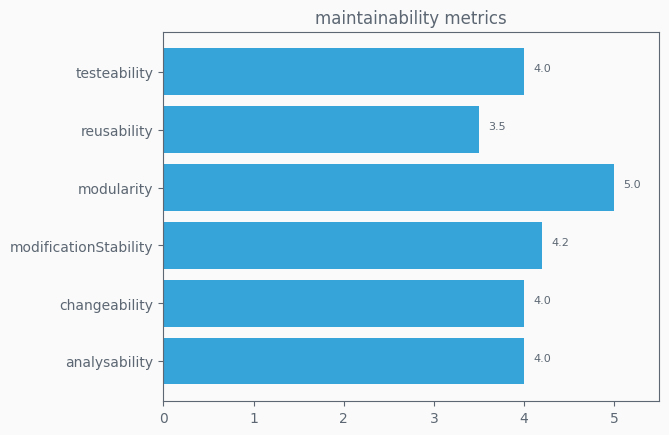 maintainability metrics
testeability
4.0
reusability
3.5
modularity
5.0
modificationStability
4.2
changeability
4.0
analysability
4.0
0 1 2 3 4 5